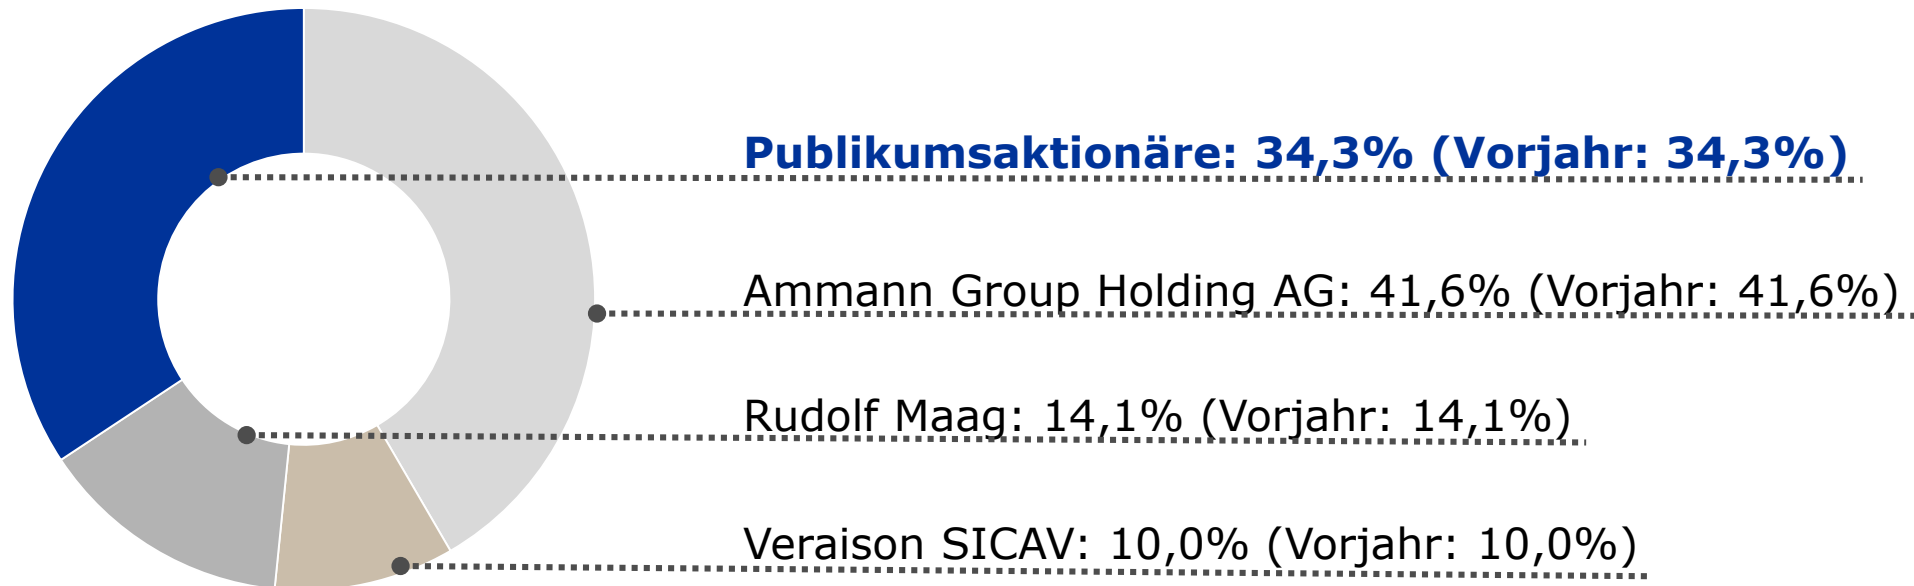 Publikumsaktionäre: 34,3% (Vorjahr: 34,3%)
Ammann Group Holding AG: 41,6% (Vorjahr: 41,6%)
Rudolf Maag: 14,1% (Vorjahr: 14,1%)
Veraison SICAV: 10,0% (Vorjahr: 10,0%)